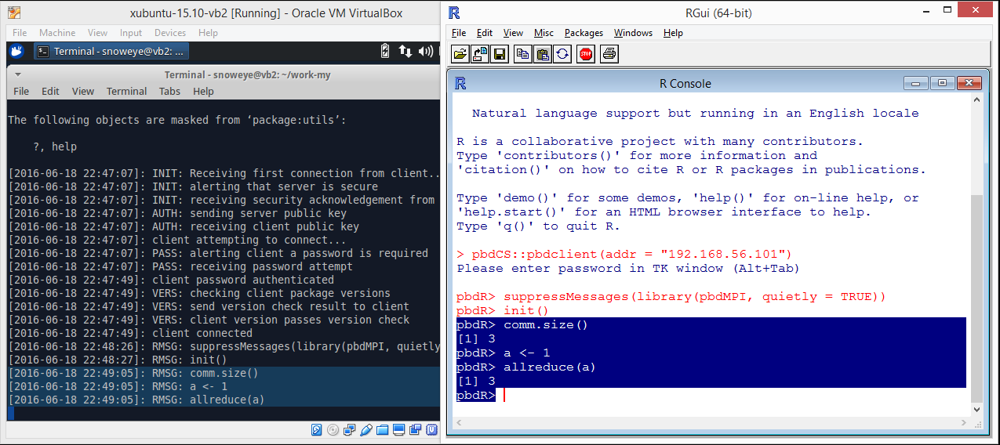 xubuntu-15.10-vb2 [Running] - Oracle VM VirtualBox
File Machine View Input Devices Help
Terminal - snoweye@vb2: ...
Terminal - snoweye@vb2: ~/work-my
File Edit View Terminal Tabs Help
The following objects are masked from ‘package:utils’:
?, help
[2016-06-18 22:47:07]: INIT: Receiving first connection from client..
[2016-06-18 22:47:07]: INIT: alerting that server is secure
[2016-06-18 22:47:07]: INIT: receiving security acknowledgement from
[2016-06-18 22:47:07]: AUTH: sending server public key
[2016-06-18 22:47:07]: AUTH: receiving client public key
[2016-06-18 22:47:07]: client attempting to connect...
[2016-06-18 22:47:07]: PASS: alerting client a password is required
[2016-06-18 22:47:07]: PASS: receiving password attempt
[2016-06-18 22:47:49]: client password authenticated
[2016-06-18 22:47:49]: VERS: checking client package versions
[2016-06-18 22:47:49]: VERS: send version check result to client
[2016-06-18 22:47:49]: VERS: client version passes version check
[2016-06-18 22:47:49]: client connected
[2016-06-18 22:48:26]: RMSG: suppressMessages(library(pbdMPI, quietly
[2016-06-18 22:48:27]: RMSG: init()
[2016-06-18 22:49:05]: RMSG: comm.size()
[2016-06-18 22:49:05]: RMSG: a <- 1
[2016-06-18 22:49:05]: RMSG: allreduce(a)
RGui (64-bit)
File Edit View Misc Packages Windows Help
STOP
R Console
Natural language support but running in an English locale
R is a collaborative project with many contributors.
Type 'contributors()' for more information and
'citation()' on how to cite R or R packages in publications.
Type 'demo()' for some demos, 'help()' for on-line help, or
'help.start()' for an HTML browser interface to help.
Type 'q()' to quit R.
> pbdCS::pbdclient(addr = "192.168.56.101")
Please enter password in TK window (Alt+Tab)
pbdR> suppressMessages(library(pbdMPI, quietly = TRUE))
pbdR> init()
pbdR> comm.size()
[1] 3
pbdR> a <- 1
pbdR> allreduce(a)
[1] 3
pbdR>